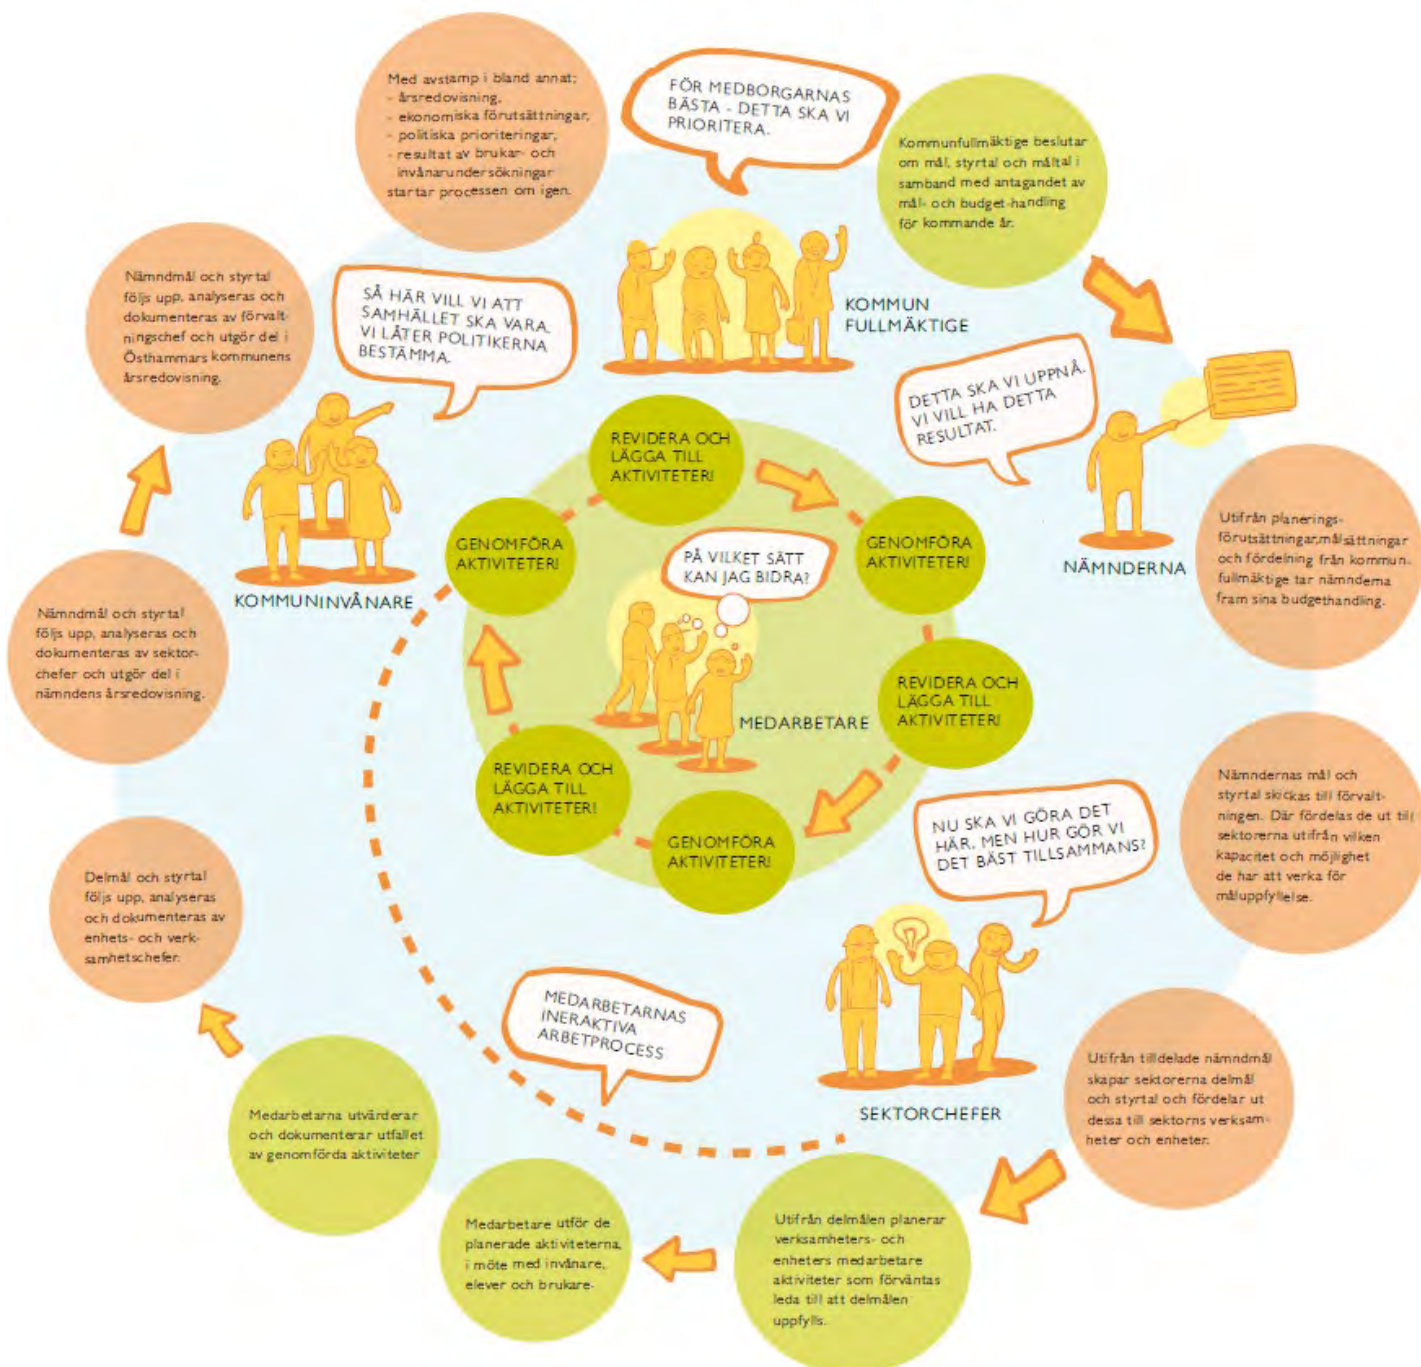 Med avstamp i bland annat;
- årsredovisning,
- ekonomiska förutsättningar,
- politiska prioriteringar,
- resultat av brukar- och
invånarundersökningar
startar processen om igen.
FÖR MEDBORGARNAS
BÄSTA - DETTA SKA VI
PRIORITERA.
Kommunfullmäktige beslutar
om mål, styrtal och måltal i
samband med antagandet av
mål- och budget-handling
för kommande år.
KOMMUN
FULLMÄKTIGE
Nämndmål och styrtal
följs upp, analyseras och
dokumenteras av förvalt-
ningschef och utgör del i
Östhammars kommunens
årsredovisning.
SÅ HÄR VILL VI ATT
SAMHÄLLET SKA VARA.
VI LÅTER POLITIKERNA
BESTÄMMA.
KOMMUNINVÅNARE
DETTA SKA VI UPPNÅ.
VI VILL HA DETTA
RESULTAT.
NÄMNDERNA
Utifrån planerings-
förutsättningar,målsättningar
och fördelning från kommun-
fullmäktige tar nämnderna
fram sina budgethandling.
REVIDERA OCH
LÄGGA TILL
AKTIVITETER!
GENOMFÖRA
AKTIVITETER!
GENOMFÖRA
AKTIVITETER!
PÅ VILKET SÄTT
KAN JAG BIDRA?
MEDARBETARE
REVIDERA OCH
LÄGGA TILL
AKTIVITETER!
REVIDERA OCH
LÄGGA TILL
AKTIVITETER!
GENOMFÖRA
AKTIVITETER!
Nämndmål och styrtal
följs upp, analyseras och
dokumenteras av sektor-
chefer och utgör del i
nämndens årsredovisning.
Nämndernas mål och
styrtal skickas till förvalt-
ningen. Där fördelas de ut till
sektorerna utifrån vilken
kapacitet och möjlighet
de har att verka för
måluppfyllelse.
NU SKA VI GÖRA DET
HÄR, MEN HUR GÖR VI
DET BÄST TILLSAMMANS?
SEKTORCHEFER
Delmål och styrtal
följs upp, analyseras
och dokumenteras av
enhets- och verk-
samhetschefer.
MEDARBETARNAS
INERAKTIVA
ARBETPROCESS
Utifrån tilldelade nämndmål
skapar sektorerna delmål
och styrtal och fördelar ut
dessa till sektorns verksam-
heter och enheter.
Medarbetarna utvärderar
och dokumenterar utfallet
av genomförda aktiviteter
Medarbetare utför de
planerade aktiviteterna,
i möte med invånare,
elever och brukare.
Utifrån delmålen planerar
verksamheters- och
enheters medarbetare
aktiviteter som förväntas
leda till att delmålen
uppfylls.